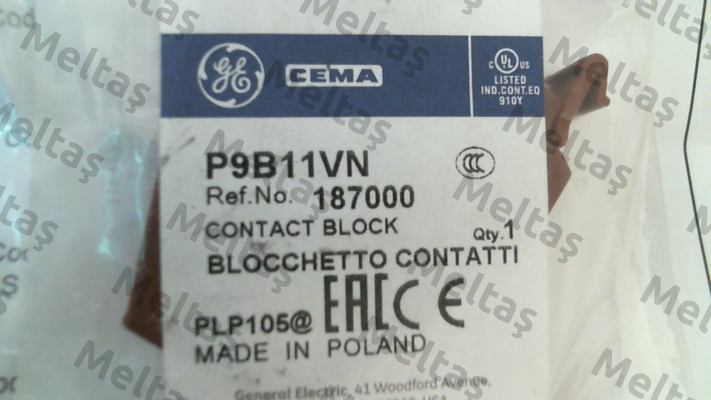 GE CEMA
C UL US
LISTED
IND.CONT.EQ
910Y
P9B11VN CCC
Ref.No. 187000
CONTACT BLOCK Qty.1
BLOCCHETTO CONTATTI
PLP105@ EAC CE
MADE IN POLAND
General Electric, 41 Woodford Avenue,
Meltaş